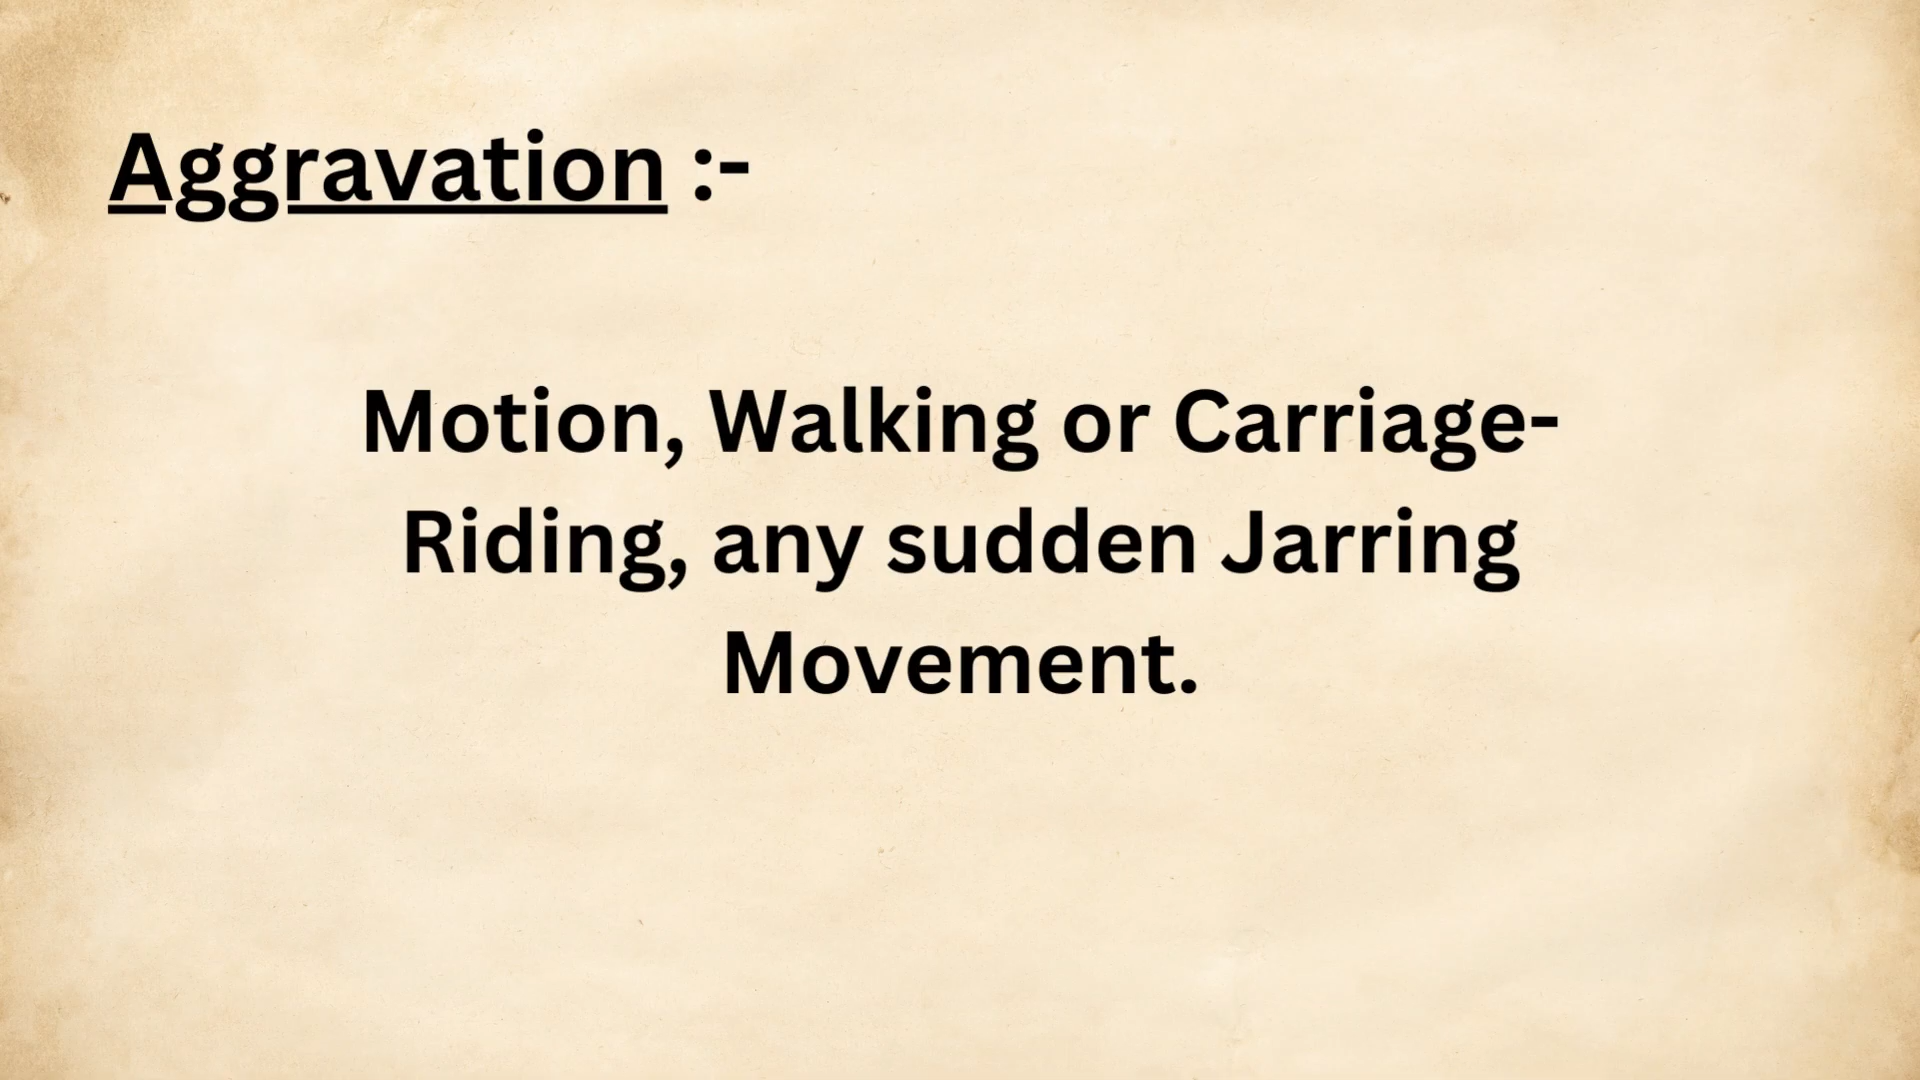 Aggravation :-
Motion, Walking or Carriage-
Riding, any sudden Jarring
Movement.